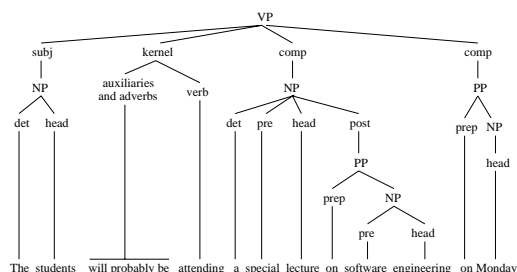 VP
subj kernel comp comp
NP auxiliaries and adverbs verb NP PP
det head det pre head post prep NP
PP head
prep NP
pre head
The students will probably be attending a special lecture on software engineering on Monday